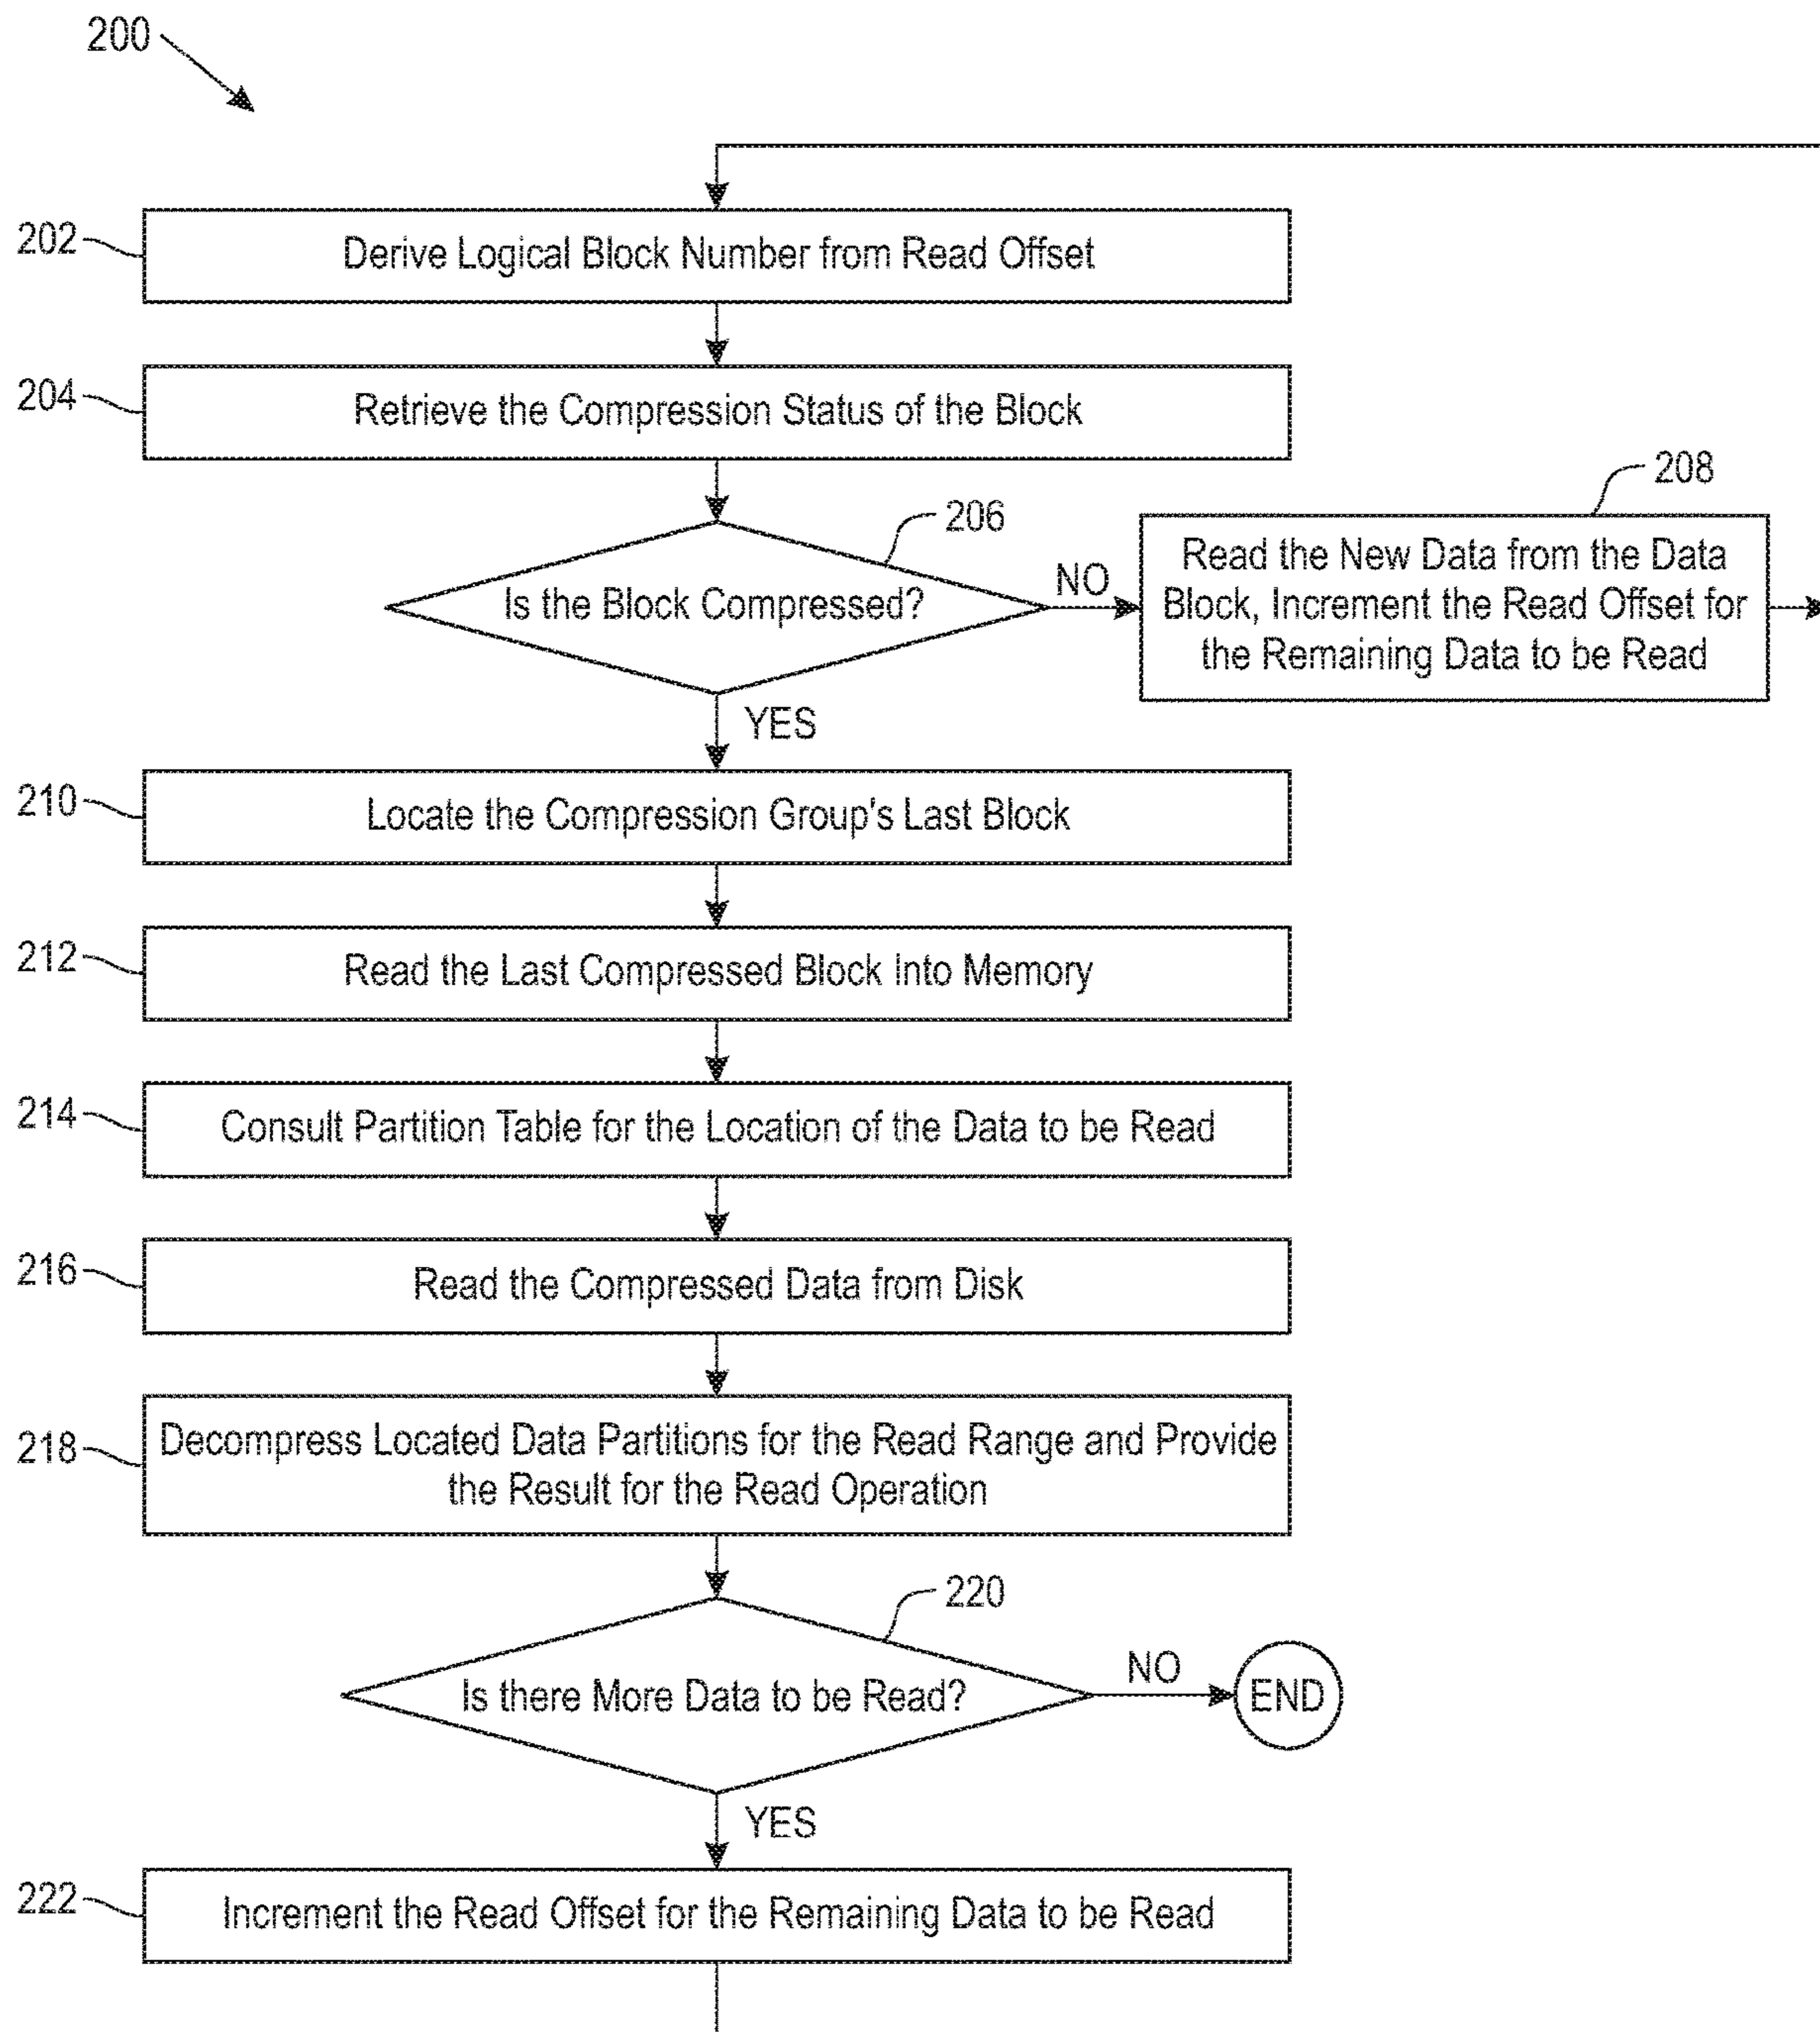 200
202
Derive Logical Block Number from Read Offset
204
Retrieve the Compression Status of the Block
206
Is the Block Compressed?
NO
208
Read the New Data from the Data
Block, Increment the Read Offset for
the Remaining Data to be Read
YES
210
Locate the Compression Group's Last Block
212
Read the Last Compressed Block Into Memory
214
Consult Partition Table for the Location of the Data to be Read
216
Read the Compressed Data from Disk
218
Decompress Located Data Partitions for the Read Range and Provide
the Result for the Read Operation
220
Is there More Data to be Read?
NO
END
YES
222
Increment the Read Offset for the Remaining Data to be Read